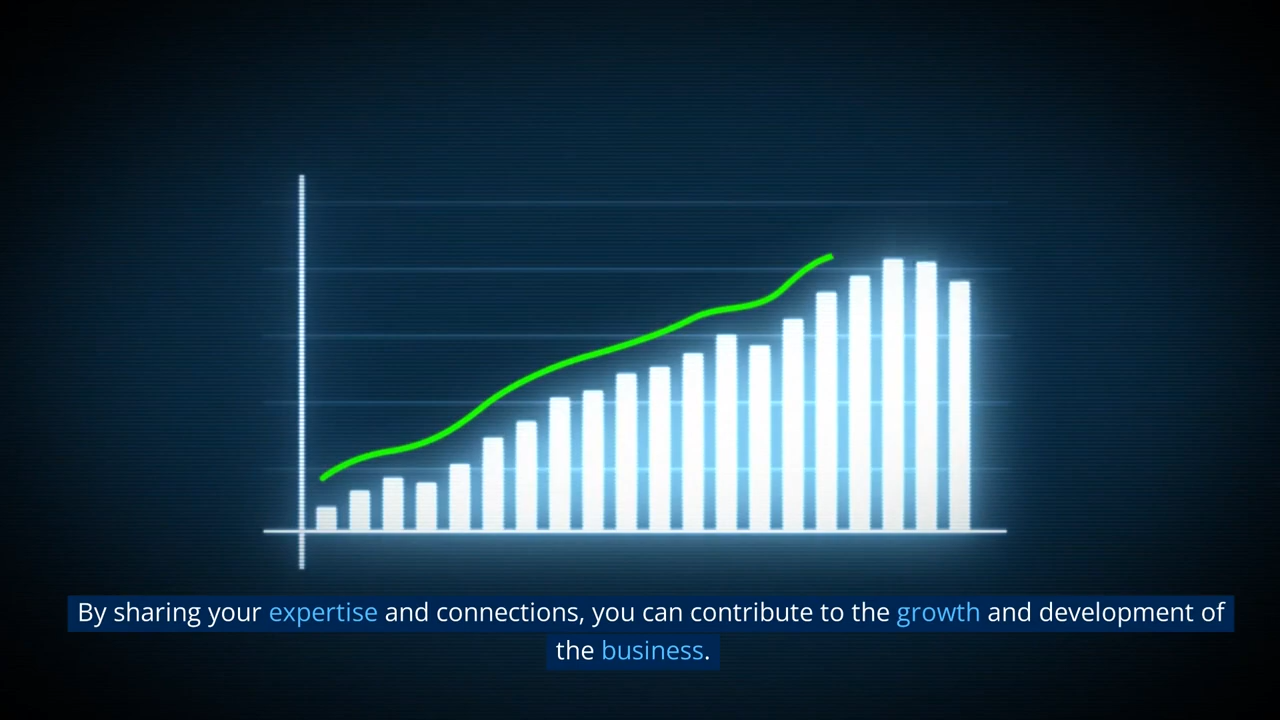 By sharing your expertise and connections, you can contribute to the growth and development of
the business.